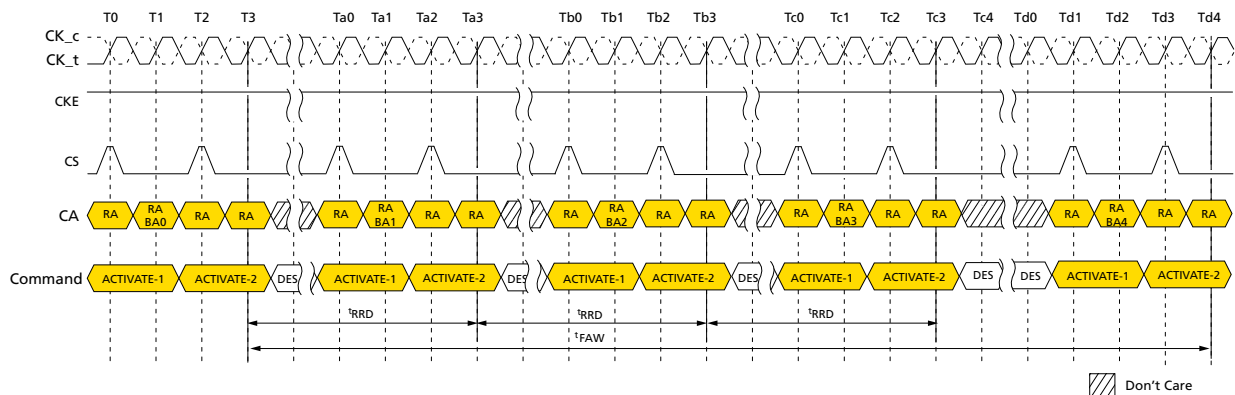 T0 T1 T2 T3 Ta0 Ta1 Ta2 Ta3 Tb0 Tb1 Tb2 Tb3 Tc0 Tc1 Tc2 Tc3 Tc4 Td0 Td1 Td2 Td3 Td4
CK_c
CK_t
CKE
CS
CA RA RA BA0 RA RA RA RA BA1 RA RA RA RA BA2 RA RA RA RA BA3 RA RA RA RA BA4 RA RA
Command ACTIVATE-1 ACTIVATE-2 DES ACTIVATE-1 ACTIVATE-2 DES ACTIVATE-1 ACTIVATE-2 DES ACTIVATE-1 ACTIVATE-2 DES DES ACTIVATE-1 ACTIVATE-2
tRRD tRRD tRRD
tFAW
Don't Care